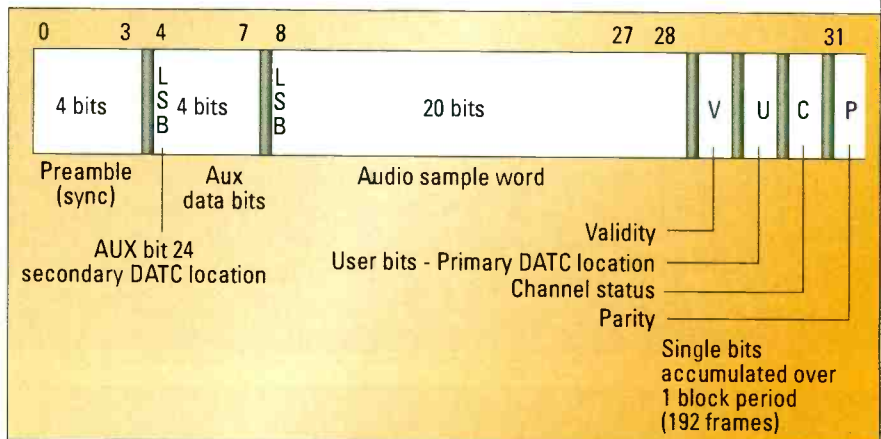 0 3 4 7 8 27 28 31
4 bits
LSB
4 bits
LSB
20 bits
V
U
C
P
Preamble
(sync)
Aux
data bits
Audio sample word
AUX bit 24
secondary DATC location
Validity
User bits - Primary DATC location
Channel status
Parity
Single bits
accumulated over
1 block period
(192 frames)